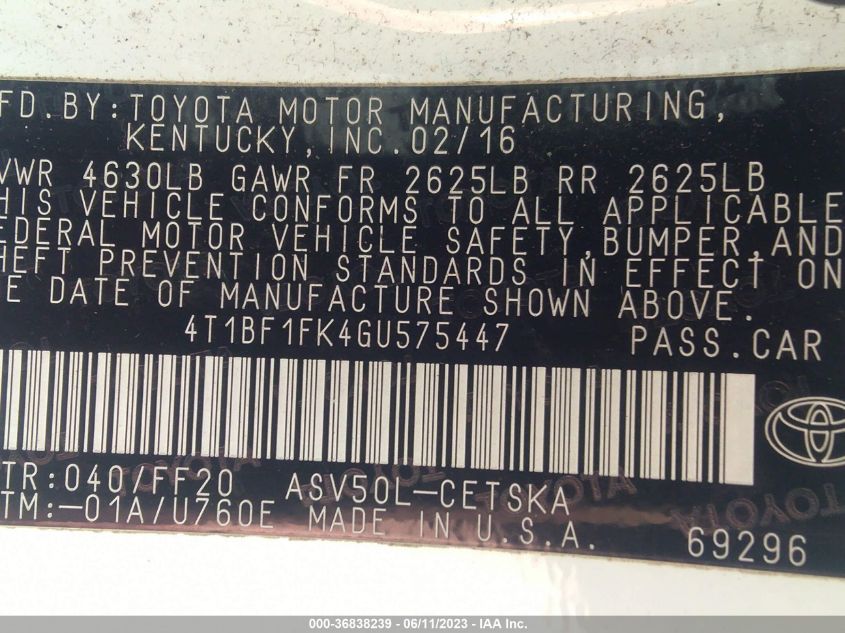 FD. BY: TOYOTA MOTOR MANUFACTURING,
KENTUCKY, INC. 02/16
VWR 4630LB GAWR FR 2625LB RR 2625LB
HIS VEHICLE CONFORMS TO ALL APPLICABLE
EDERAL MOTOR VEHICLE SAFETY, BUMPER, AND
HEFT PREVENTION STANDARDS IN EFFECT ON
E DATE OF MANUFACTURE SHOWN ABOVE.
4T1BF1FK4GU575447 PASS.CAR
TR:040/FF20 ASV50L-CETSKA
TM:-01A/U760E MADE IN U.S.A. 69296
000-36838239 - 06/11/2023 - IAA Inc.